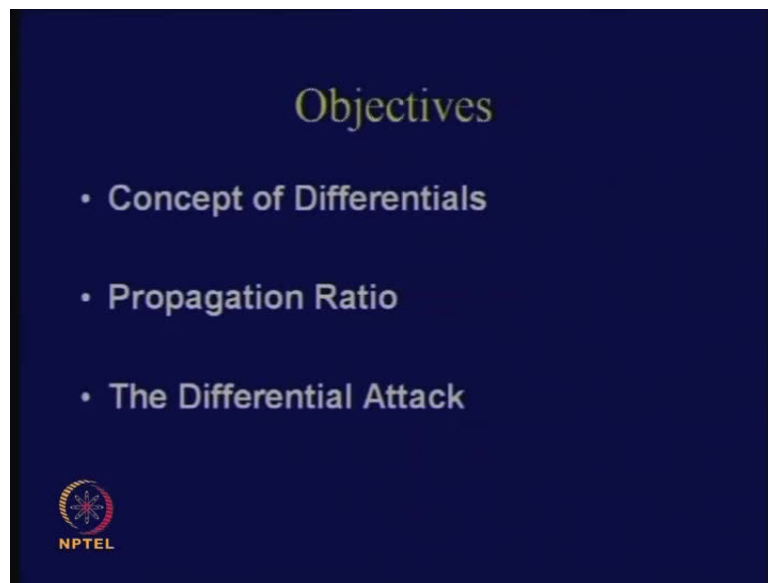 Objectives
• Concept of Differentials
• Propagation Ratio
• The Differential Attack
NPTEL